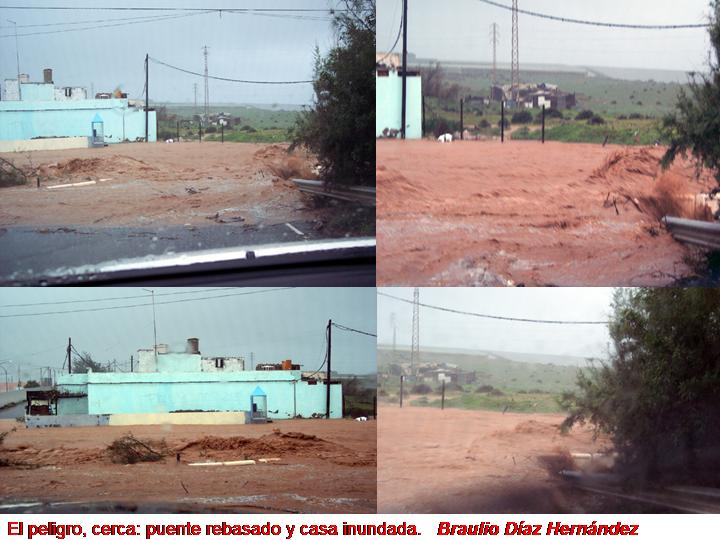 El peligro, cerca: puente rebasado y casa inundada. Braulio Díaz Hernández